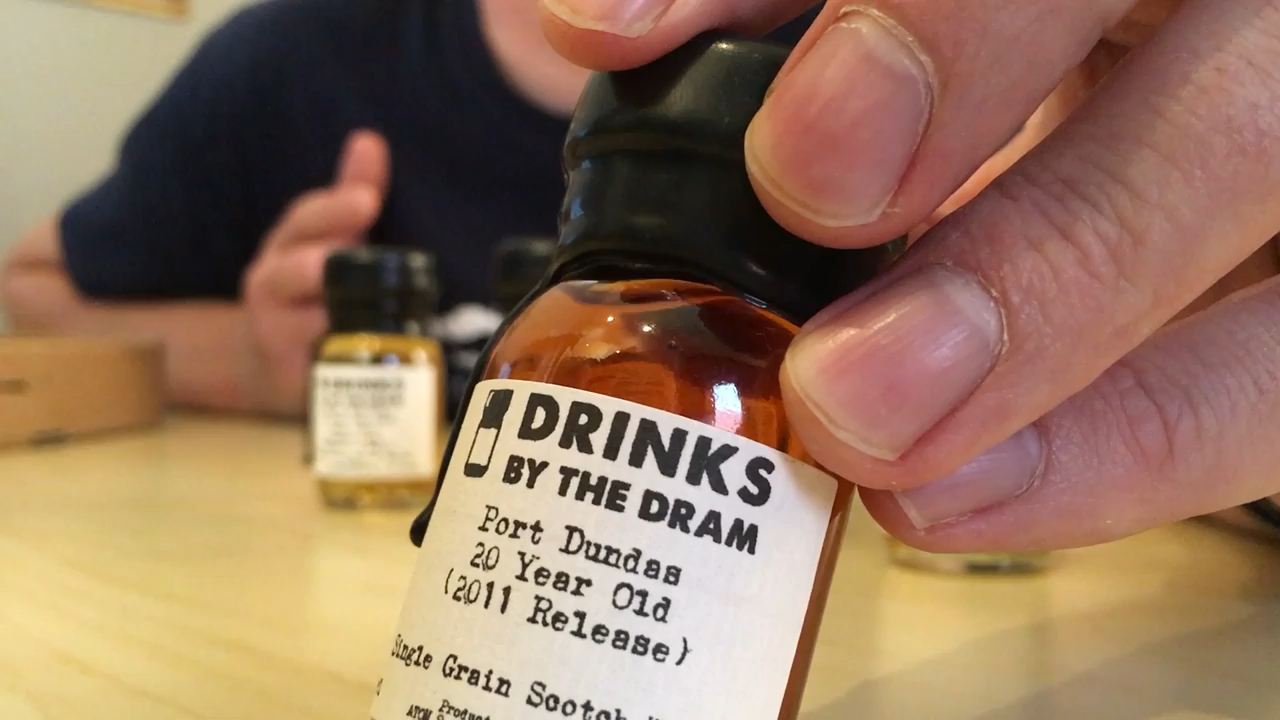 DRINKS
BY THE DRAM
Port Dundas
20 Year Old
(2011 Release)
Single Grain Scotch